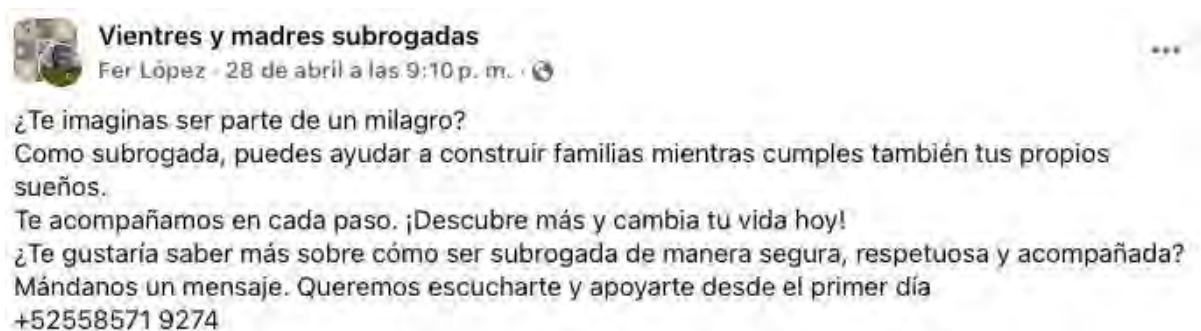 Vientres y madres subrogadas
Fer López · 28 de abril a las 9:10 p. m. ·
¿Te imaginas ser parte de un milagro?
Como subrogada, puedes ayudar a construir familias mientras cumples también tus propios
sueños.
Te acompañamos en cada paso. ¡Descubre más y cambia tu vida hoy!
¿Te gustaría saber más sobre cómo ser subrogada de manera segura, respetuosa y acompañada?
Mándanos un mensaje. Queremos escucharte y apoyarte desde el primer día
+52558571 9274